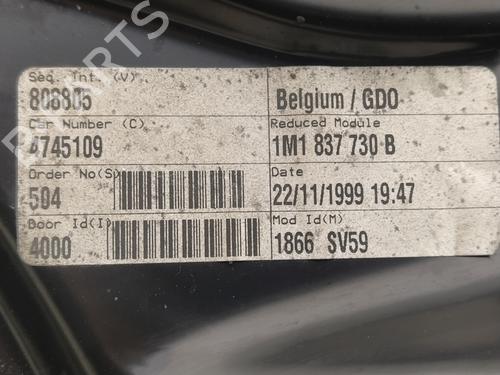 PARTS
Seq. Int. (V)
808805
Belgium / GDO
Car Number (C)
4745109
Reduced Module
1M1 837 730 B
Order No(S)
504
Date
22/11/1999 19:47
Door Id(I)
4000
Mod Id(M)
1866 SV59